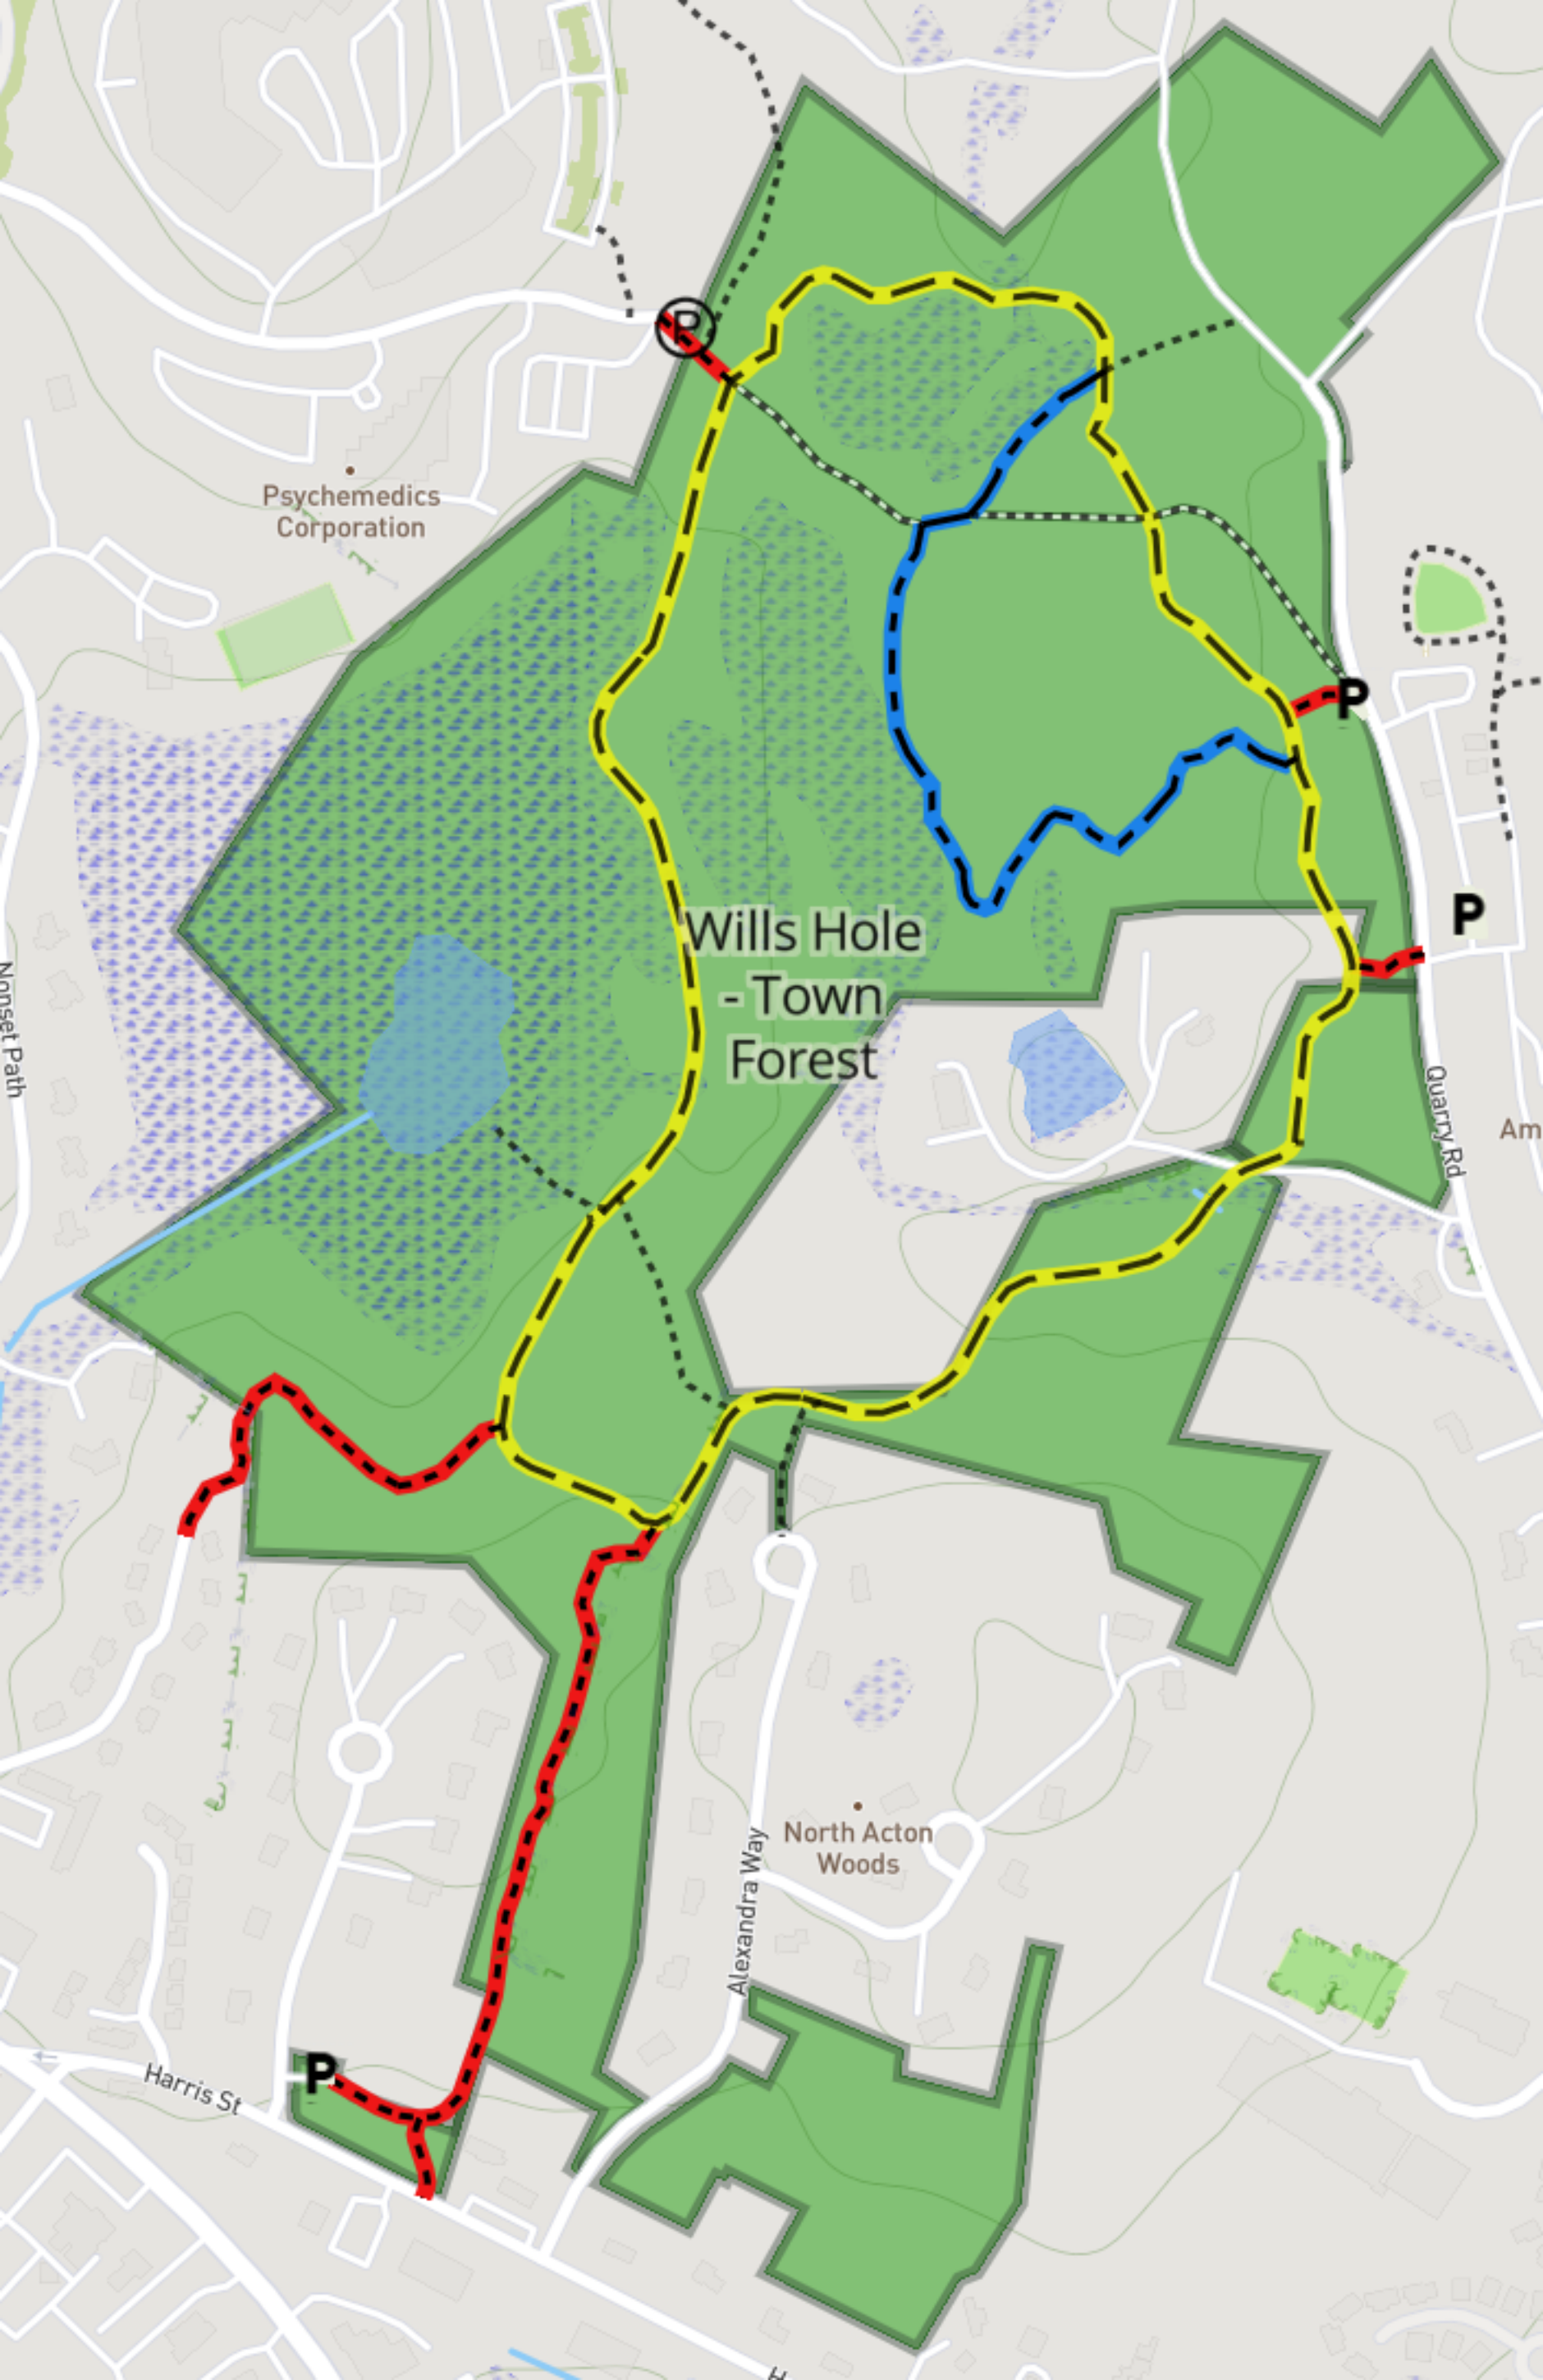 P
Psychemedics
Corporation
P
P
Wills Hole
- Town
Forest
Nonset Path
Quarry Rd
Am
North Acton
Woods
Alexandra Way
P
Harris St
H